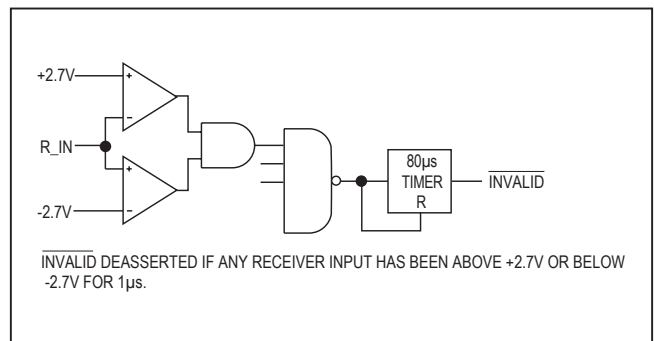 +2.7V
+
-
R_IN
+
-
-2.7V
80µs
TIMER
R
INVALID
INVALID DEASSERTED IF ANY RECEIVER INPUT HAS BEEN ABOVE +2.7V OR BELOW
-2.7V FOR 1µs.